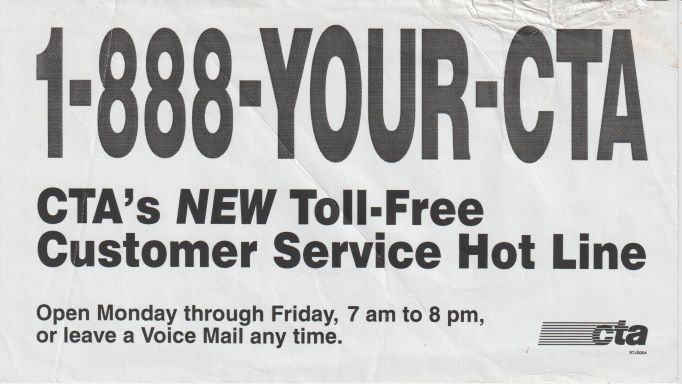 1-888-YOUR-CTA
CTA's NEW Toll-Free
Customer Service Hot Line
Open Monday through Friday, 7 am to 8 pm,
or leave a Voice Mail any time.
cta